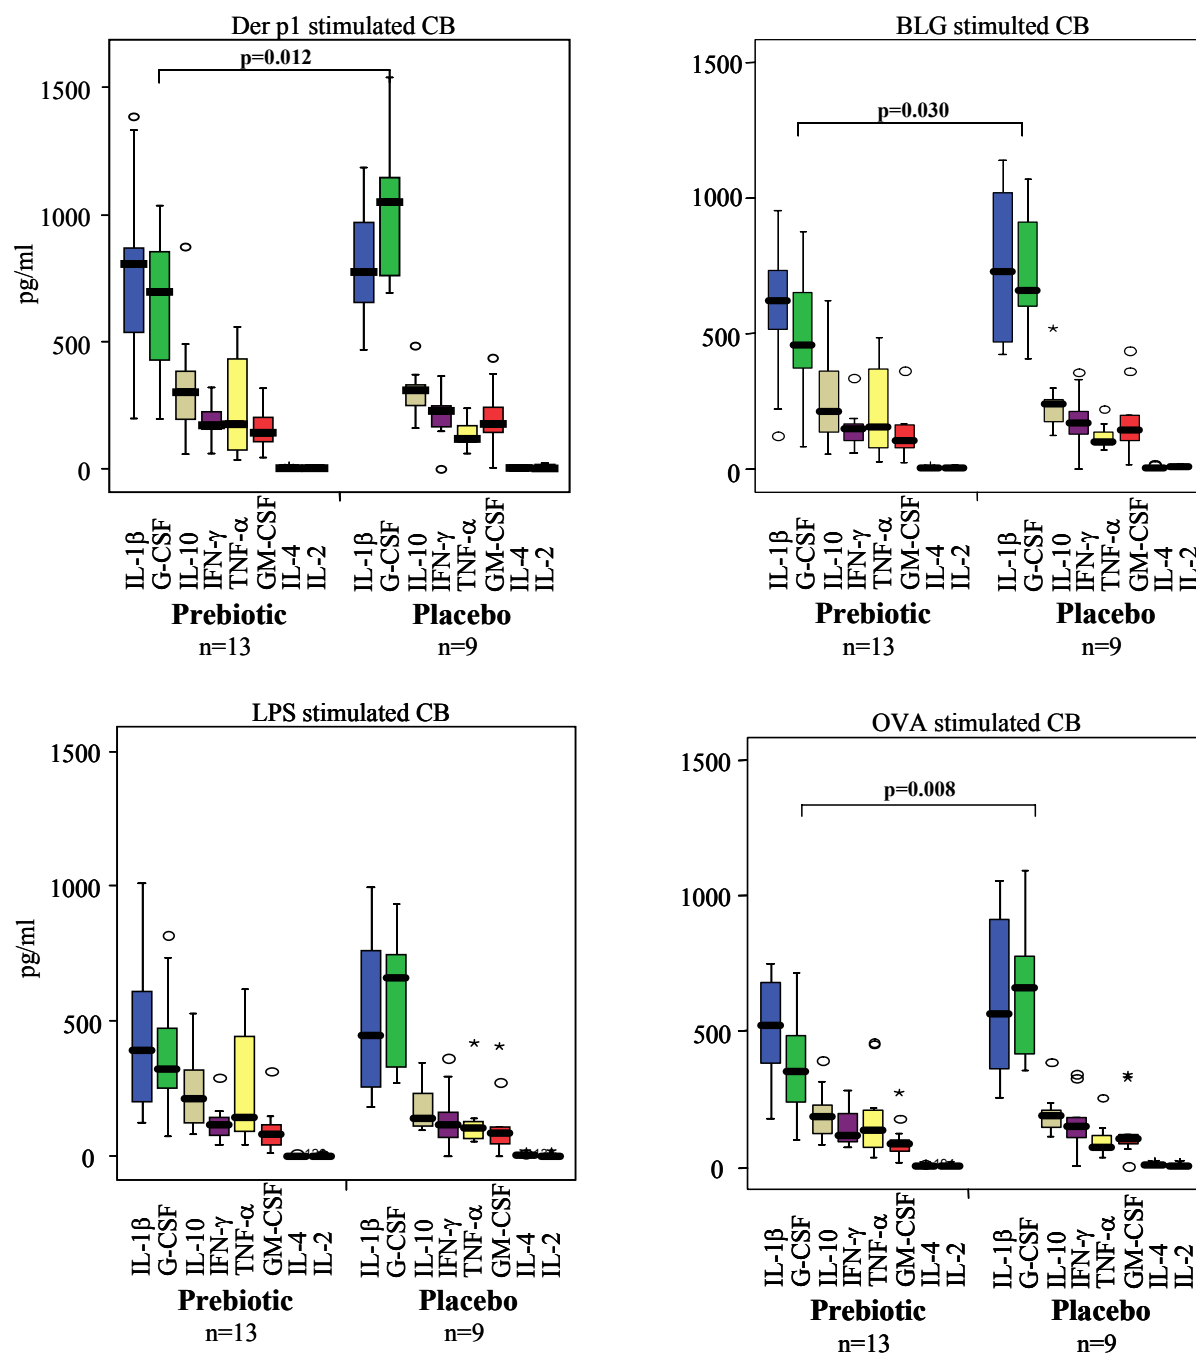 Der p1 stimulated CB
p=0.012
1500
1000
500
0
pg/ml
IL-1β
G-CSF
IL-10
IFN-γ
TNF-α
GM-CSF
IL-4
IL-2
IL-1β
G-CSF
IL-10
IFN-γ
TNF-α
GM-CSF
IL-4
IL-2
Prebiotic
Placebo
n=13
n=9
BLG stimulted CB
p=0.030
1500
1000
500
0
IL-1β
G-CSF
IL-10
IFN-γ
TNF-α
GM-CSF
IL-4
IL-2
IL-1β
G-CSF
IL-10
IFN-γ
TNF-α
GM-CSF
IL-4
IL-2
Prebiotic
Placebo
n=13
n=9
LPS stimulated CB
1500
1000
500
0
pg/ml
IL-1β
G-CSF
IL-10
IFN-γ
TNF-α
GM-CSF
IL-4
IL-2
IL-1β
G-CSF
IL-10
IFN-γ
TNF-α
GM-CSF
IL-4
IL-2
Prebiotic
Placebo
n=13
n=9
OVA stimulated CB
p=0.008
1500
1000
500
0
IL-1β
G-CSF
IL-10
IFN-γ
TNF-α
GM-CSF
IL-4
IL-2
IL-1β
G-CSF
IL-10
IFN-γ
TNF-α
GM-CSF
IL-4
IL-2
Prebiotic
Placebo
n=13
n=9